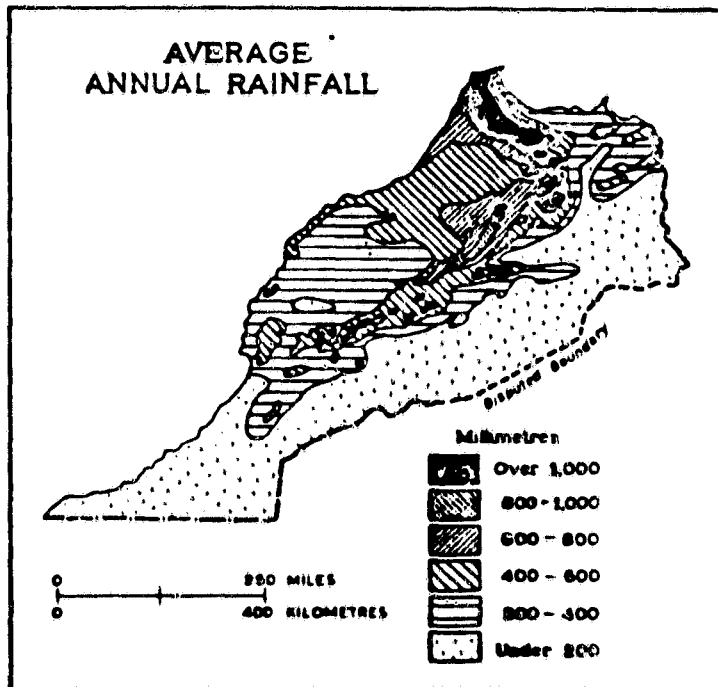 AVERAGE
ANNUAL RAINFALL
Disputed Boundary
Millimetres
Over 1,000
800 - 1,000
600 - 800
400 - 600
200 - 400
Under 200
0 250 MILES
0 400 KILOMETRES